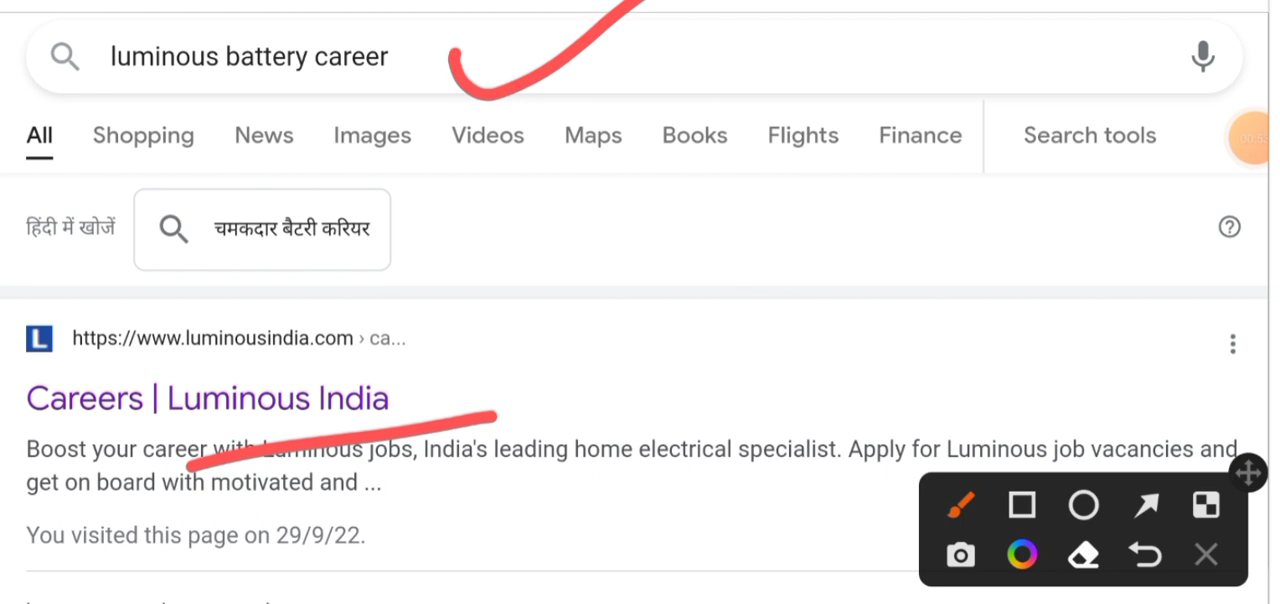 luminous battery career
All Shopping News Images Videos Maps Books Flights Finance Search tools
हिंदी में खोजें चमकदार बैटरी करियर
L https://www.luminousindia.com › ca...
Careers | Luminous India
Boost your career with Luminous jobs, India's leading home electrical specialist. Apply for Luminous job vacancies and
get on board with motivated and ...
You visited this page on 29/9/22.